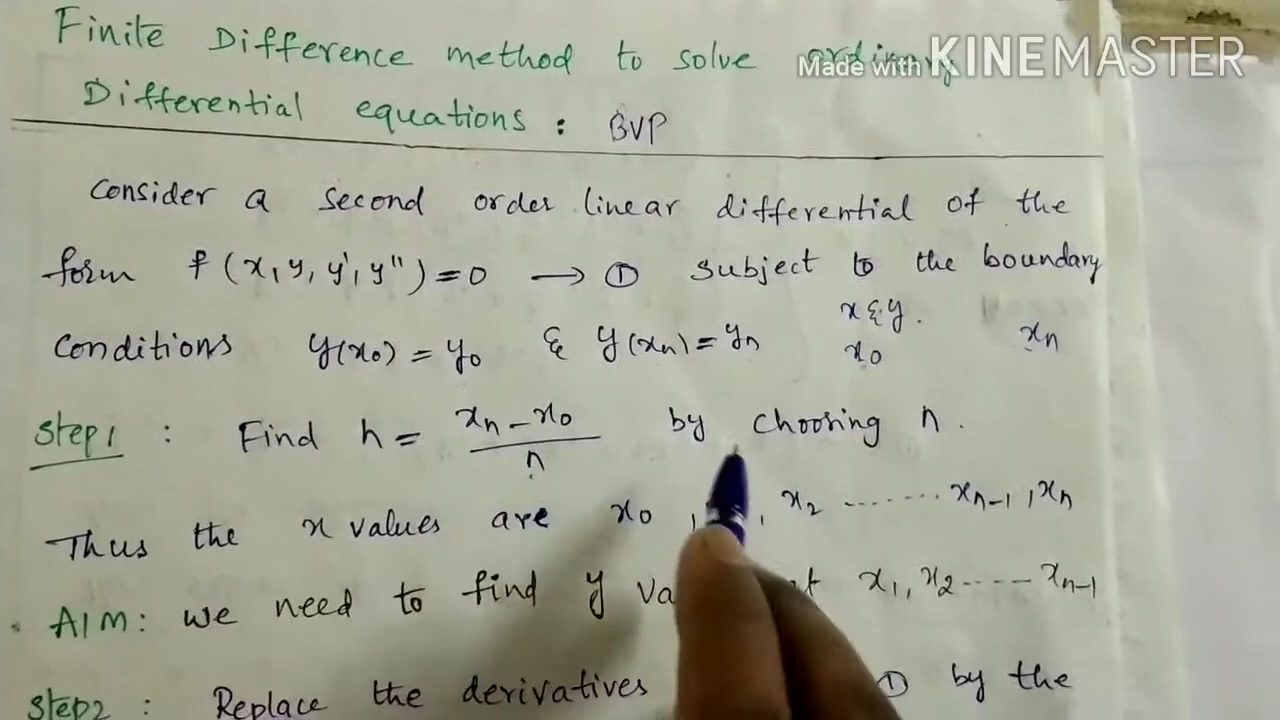 Finite Difference method to solve ordinary
Made with KINEMASTER
Differential equations : BVP
Consider a second order linear differential of the
form f(x, y, y', y'') = 0 → ① subject to the boundary
conditions y(x₀) = y₀ & y(xₙ) = yₙ
x & y.
x₀ xₙ
Step1 : Find h = (xₙ - x₀)/n by choosing n.
Thus the x values are x₀, , x₂ ........ xₙ₋₁, xₙ
AIM: we need to find y x₁, x₂ ---- xₙ₋₁
Step2 : Replace the derivatives ① by the